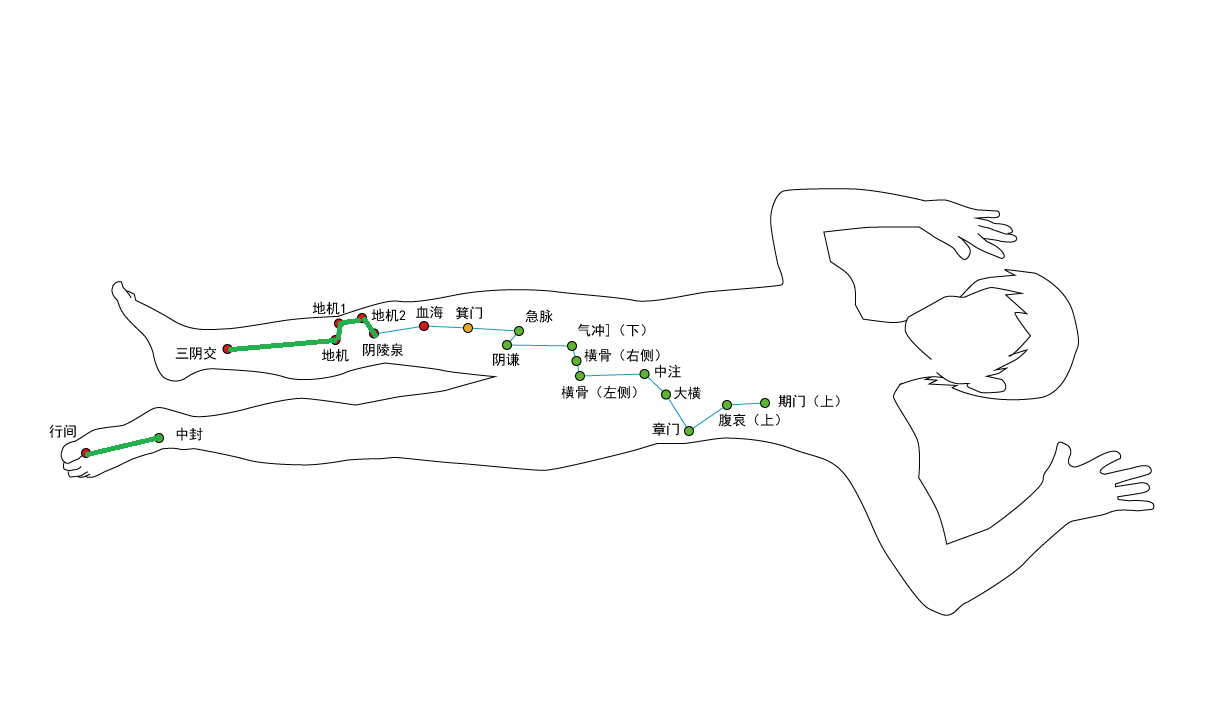 地机1
地机2
血海
箕门
急脉
气冲］（下）
三阴交
地机
阴陵泉
阴谦
横骨（右侧）
中注
横骨（左侧）
大横
期门（上）
腹哀（上）
章门
行间
中封